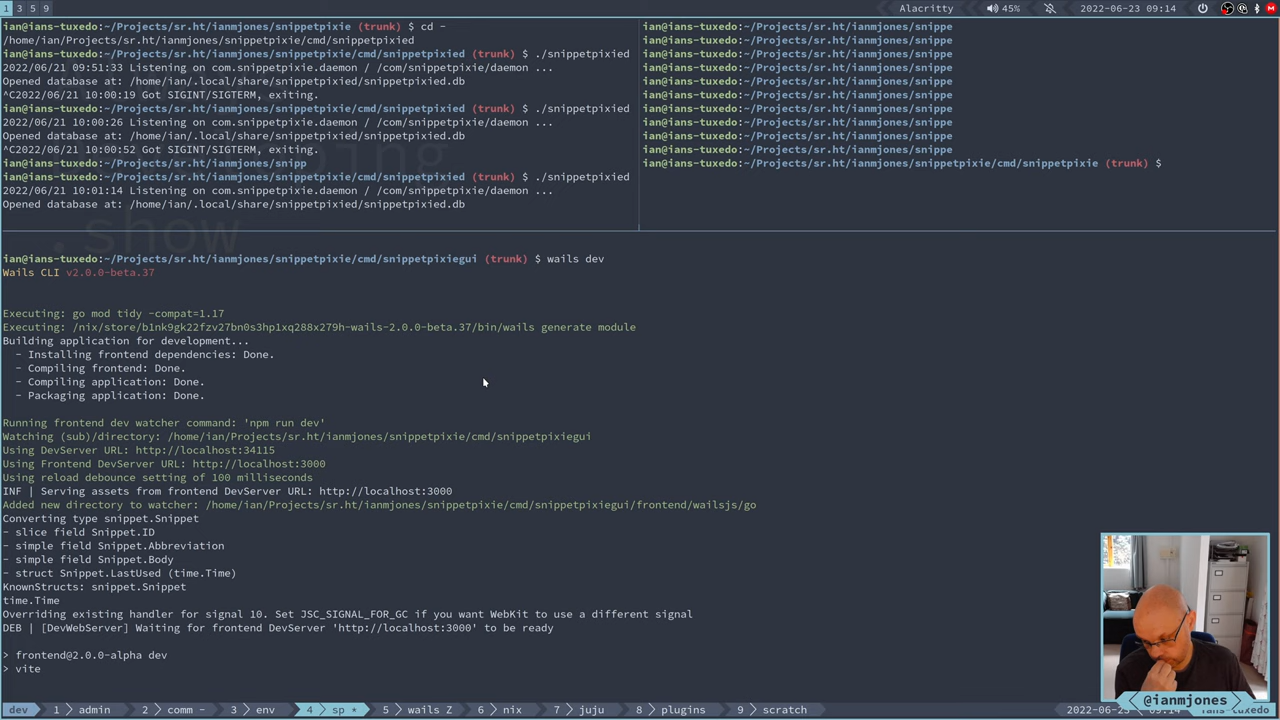 1 3 5 9
Alacritty
45%
2022-06-23 09:14
ian@ians-tuxedo:~/Projects/sr.ht/ianmjones/snippetpixie (trunk) $ cd -
/home/ian/Projects/sr.ht/ianmjones/snippetpixie/cmd/snippetpixied
ian@ians-tuxedo:~/Projects/sr.ht/ianmjones/snippetpixie/cmd/snippetpixied (trunk) $ ./snippetpixied
2022/06/21 09:51:33 Listening on com.snippetpixie.daemon / /com/snippetpixie/daemon ...
Opened database at: /home/ian/.local/share/snippetpixied/snippetpixied.db
^C2022/06/21 10:00:19 Got SIGINT/SIGTERM, exiting.
ian@ians-tuxedo:~/Projects/sr.ht/ianmjones/snippetpixie/cmd/snippetpixied (trunk) $ ./snippetpixied
2022/06/21 10:00:26 Listening on com.snippetpixie.daemon / /com/snippetpixie/daemon ...
Opened database at: /home/ian/.local/share/snippetpixied/snippetpixied.db
^C2022/06/21 10:00:52 Got SIGINT/SIGTERM, exiting.
ian@ians-tuxedo:~/Projects/sr.ht/ianmjones/snipp
ian@ians-tuxedo:~/Projects/sr.ht/ianmjones/snippetpixie/cmd/snippetpixied (trunk) $ ./snippetpixied
2022/06/21 10:01:14 Listening on com.snippetpixie.daemon / /com/snippetpixie/daemon ...
Opened database at: /home/ian/.local/share/snippetpixied/snippetpixied.db
.show
ian@ians-tuxedo:~/Projects/sr.ht/ianmjones/snippe
ian@ians-tuxedo:~/Projects/sr.ht/ianmjones/snippe
ian@ians-tuxedo:~/Projects/sr.ht/ianmjones/snippe
ian@ians-tuxedo:~/Projects/sr.ht/ianmjones/snippe
ian@ians-tuxedo:~/Projects/sr.ht/ianmjones/snippe
ian@ians-tuxedo:~/Projects/sr.ht/ianmjones/snippe
ian@ians-tuxedo:~/Projects/sr.ht/ianmjones/snippe
ian@ians-tuxedo:~/Projects/sr.ht/ianmjones/snippe
ian@ians-tuxedo:~/Projects/sr.ht/ianmjones/snippe
ian@ians-tuxedo:~/Projects/sr.ht/ianmjones/snippe
ian@ians-tuxedo:~/Projects/sr.ht/ianmjones/snippetpixie/cmd/snippetpixie (trunk) $
ian@ians-tuxedo:~/Projects/sr.ht/ianmjones/snippetpixie/cmd/snippetpixiegui (trunk) $ wails dev
Wails CLI v2.0.0-beta.37
Executing: go mod tidy -compat=1.17
Executing: /nix/store/b1nk9gk22fzv27bn0s3hp1xq288x279h-wails-2.0.0-beta.37/bin/wails generate module
Building application for development...
- Installing frontend dependencies: Done.
- Compiling frontend: Done.
- Compiling application: Done.
- Packaging application: Done.
Running frontend dev watcher command: 'npm run dev'
Watching (sub)/directory: /home/ian/Projects/sr.ht/ianmjones/snippetpixie/cmd/snippetpixiegui
Using DevServer URL: http://localhost:34115
Using Frontend DevServer URL: http://localhost:3000
Using reload debounce setting of 100 milliseconds
INF | Serving assets from frontend DevServer URL: http://localhost:3000
Added new directory to watcher: /home/ian/Projects/sr.ht/ianmjones/snippetpixie/cmd/snippetpixiegui/frontend/wailsjs/go
Converting type snippet.Snippet
- slice field Snippet.ID
- simple field Snippet.Abbreviation
- simple field Snippet.Body
- struct Snippet.LastUsed (time.Time)
KnownStructs: snippet.Snippet
time.Time
Overriding existing handler for signal 10. Set JSC_SIGNAL_FOR_GC if you want WebKit to use a different signal
DEB | [DevWebServer] Waiting for frontend DevServer 'http://localhost:3000' to be ready
> frontend@2.0.0-alpha dev
> vite
@ianmjones
dev 1 admin 2 comm - 3 env 4 sp * 5 wails Z 6 nix 7 juju 8 plugins 9 scratch